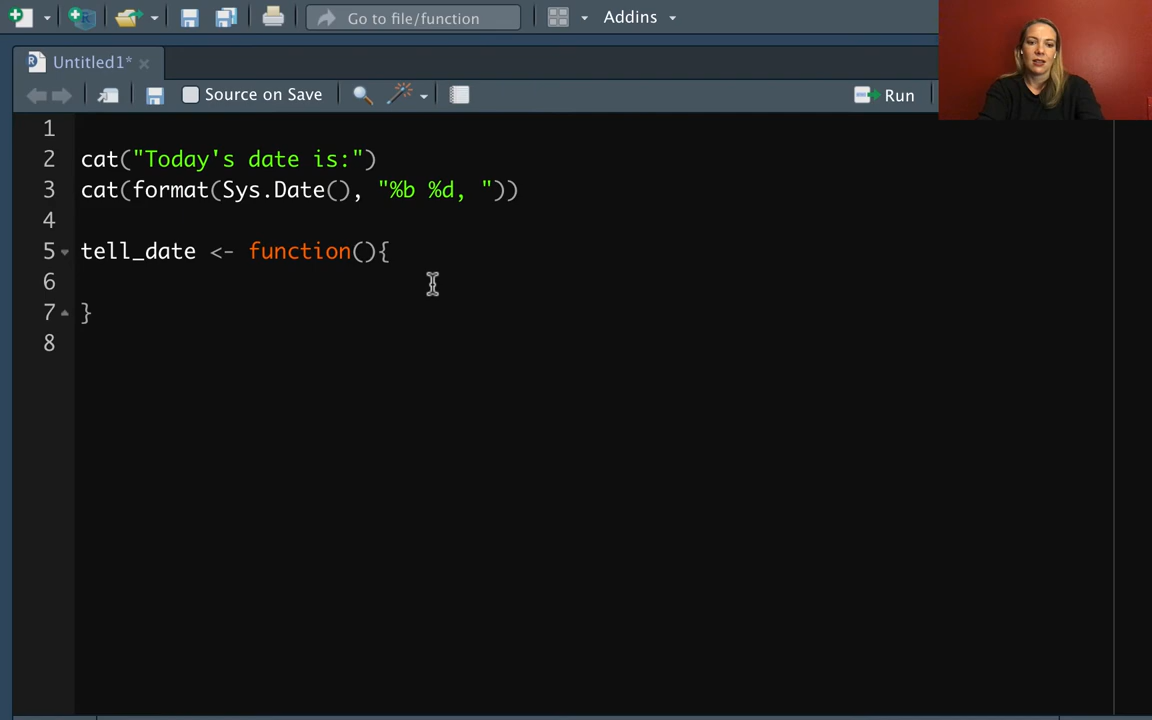 Go to file/function
Addins
Untitled1*
Source on Save
Run
1
2 cat("Today's date is:")
3 cat(format(Sys.Date(), "%b %d, "))
4
5 tell_date <- function(){
6
7 }
8